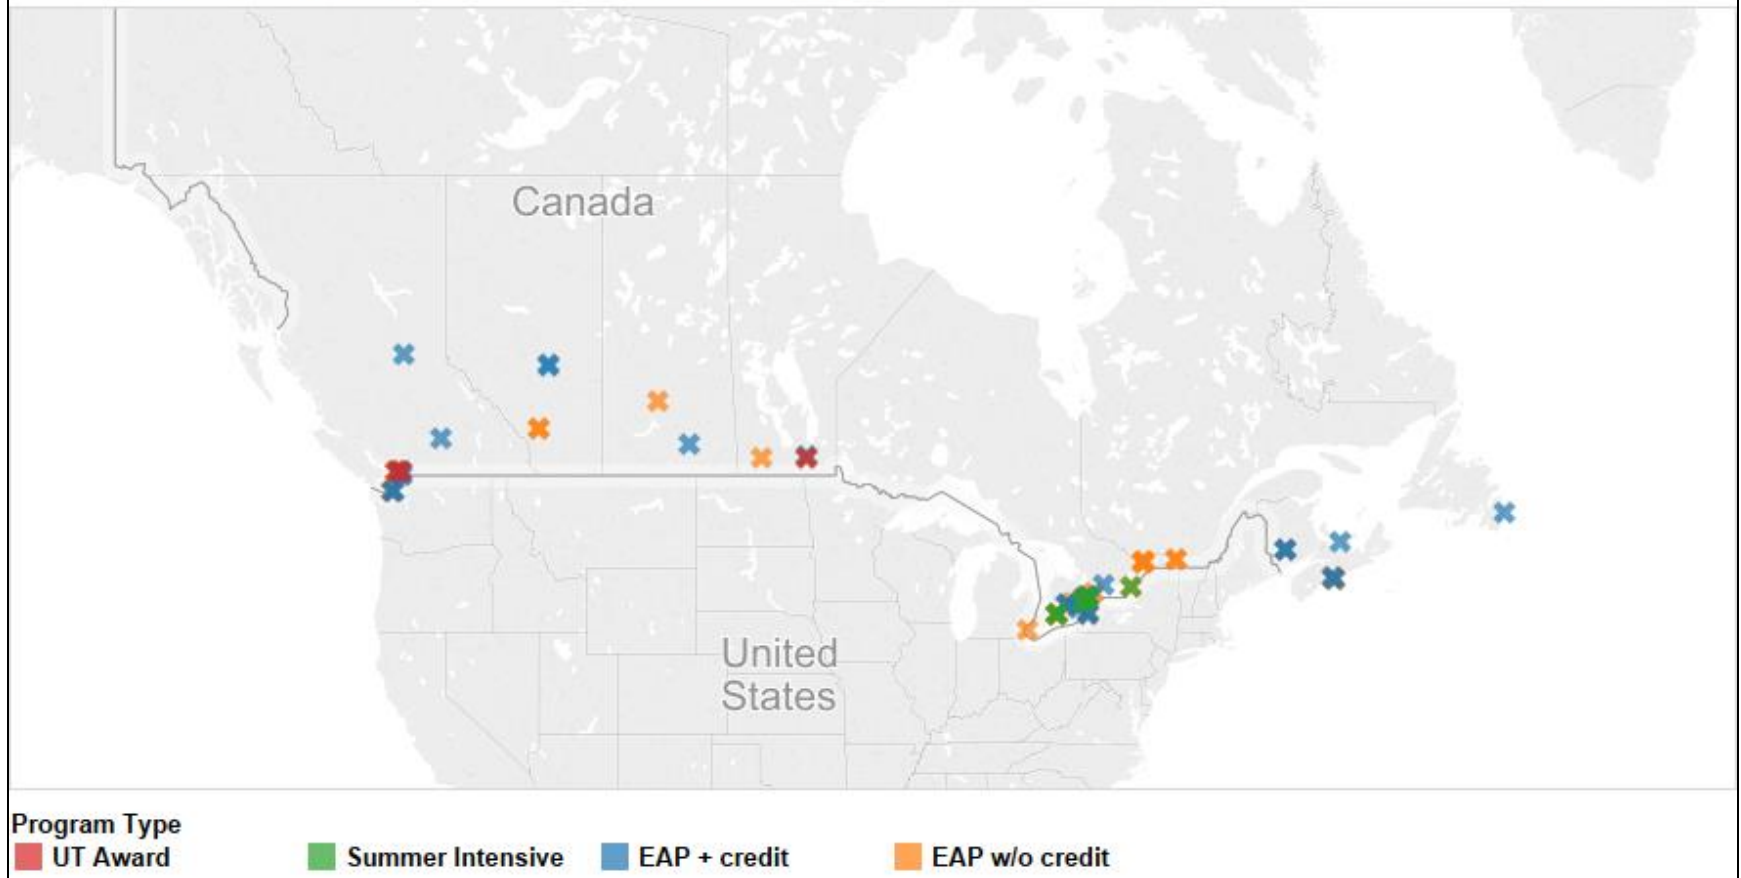 Canada
United
States
Program Type
UT Award Summer Intensive EAP + credit EAP w/o credit